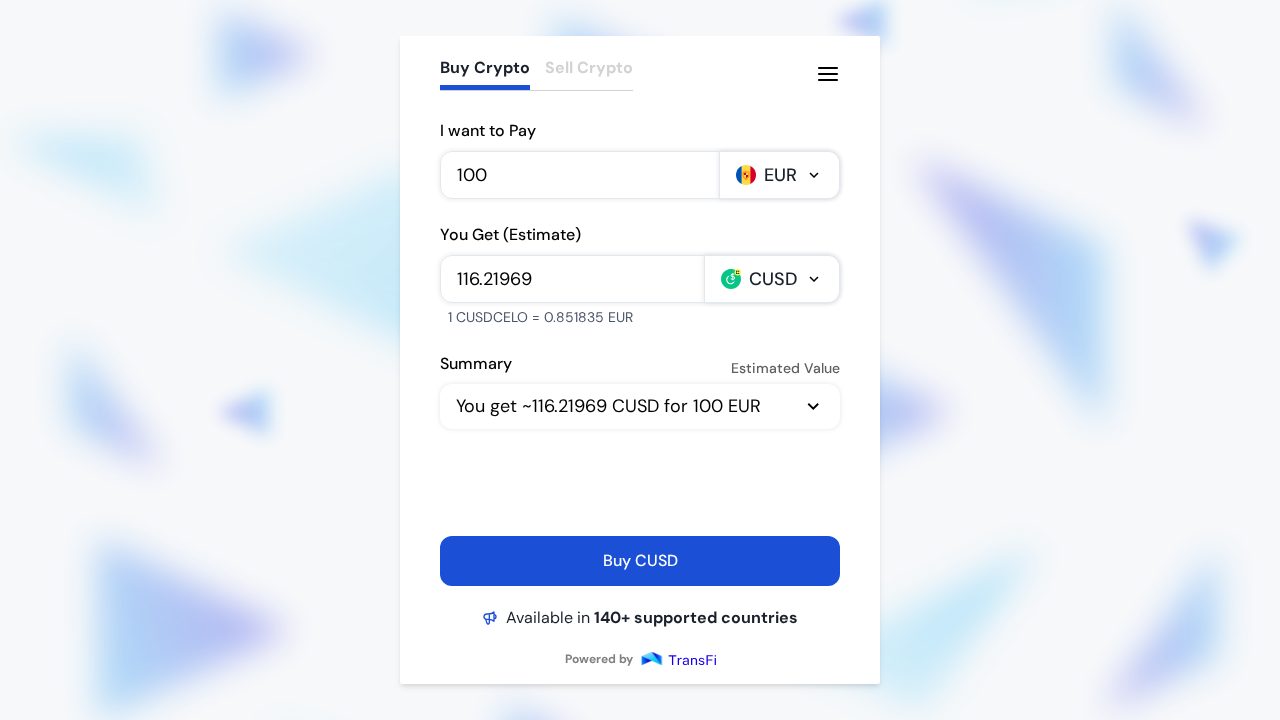 Buy Crypto
Sell Crypto
I want to Pay
100
EUR
You Get (Estimate)
116.21969
CUSD
1 CUSDCELO = 0.851835 EUR
Summary
Estimated Value
You get ~116.21969 CUSD for 100 EUR
Buy CUSD
Available in 140+ supported countries
Powered by TransFi